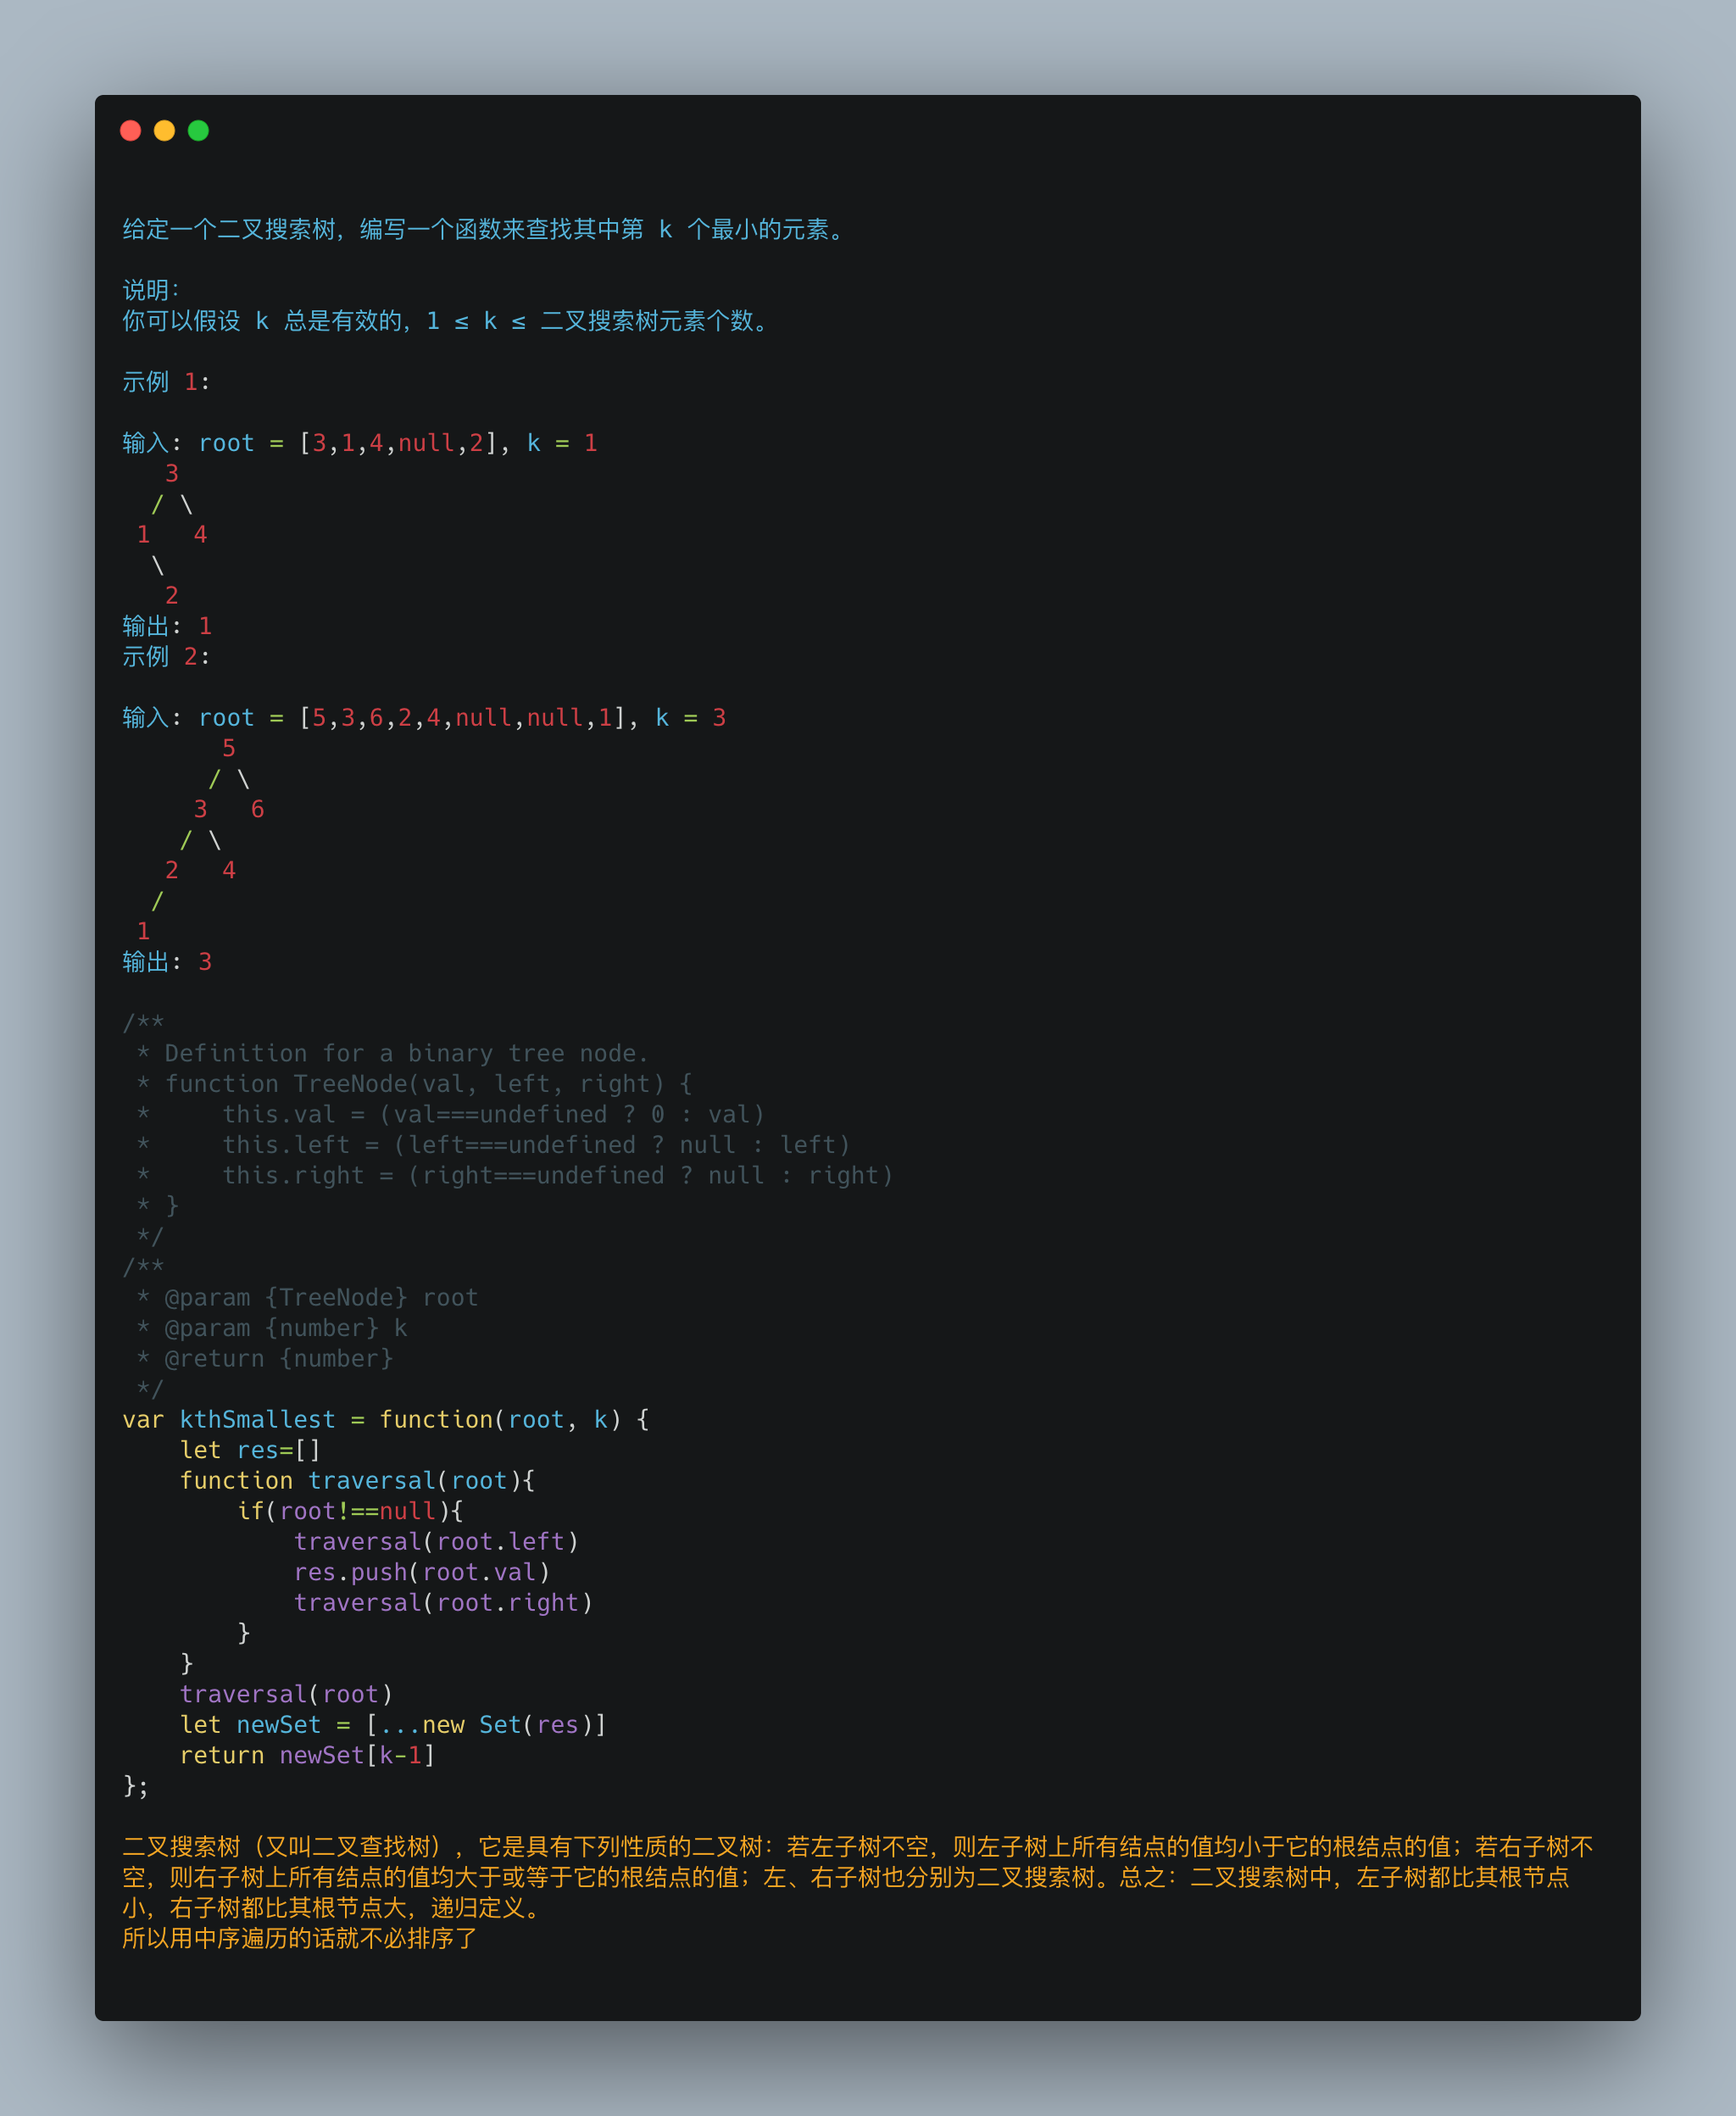 给定一个二叉搜索树，编写一个函数来查找其中第 k 个最小的元素。
说明：
你可以假设 k 总是有效的，1 ≤ k ≤ 二叉搜索树元素个数。
示例 1:
输入: root = [3,1,4,null,2], k = 1
   3
  / \
 1   4
  \
   2
输出: 1
示例 2:
输入: root = [5,3,6,2,4,null,null,1], k = 3
       5
      / \
     3   6
    / \
   2   4
  /
 1
输出: 3
/**
 * Definition for a binary tree node.
 * function TreeNode(val, left, right) {
 *     this.val = (val===undefined ? 0 : val)
 *     this.left = (left===undefined ? null : left)
 *     this.right = (right===undefined ? null : right)
 * }
 */
/**
 * @param {TreeNode} root
 * @param {number} k
 * @return {number}
 */
var kthSmallest = function(root, k) {
    let res=[]
    function traversal(root){
        if(root!==null){
            traversal(root.left)
            res.push(root.val)
            traversal(root.right)
        }
    }
    traversal(root)
    let newSet = [...new Set(res)]
    return newSet[k-1]
};
二叉搜索树（又叫二叉查找树），它是具有下列性质的二叉树：若左子树不空，则左子树上所有结点的值均小于它的根结点的值；若右子树不
空，则右子树上所有结点的值均大于或等于它的根结点的值；左、右子树也分别为二叉搜索树。总之：二叉搜索树中，左子树都比其根节点
小，右子树都比其根节点大，递归定义。
所以用中序遍历的话就不必排序了